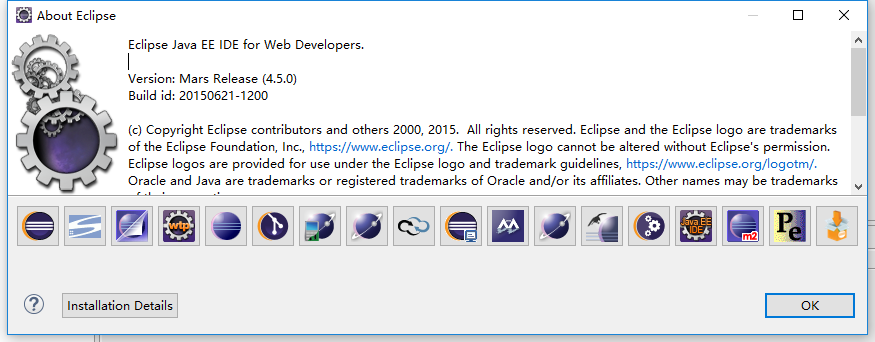 About Eclipse
Eclipse Java EE IDE for Web Developers.
Version: Mars Release (4.5.0)
Build id: 20150621-1200
(c) Copyright Eclipse contributors and others 2000, 2015.  All rights reserved. Eclipse and the Eclipse logo are trademarks
of the Eclipse Foundation, Inc., https://www.eclipse.org/. The Eclipse logo cannot be altered without Eclipse's permission.
Eclipse logos are provided for use under the Eclipse logo and trademark guidelines, https://www.eclipse.org/logotm/.
Oracle and Java are trademarks or registered trademarks of Oracle and/or its affiliates. Other names may be trademarks
wtp
Java EE
IDE
m2
Pe
?
Installation Details
OK